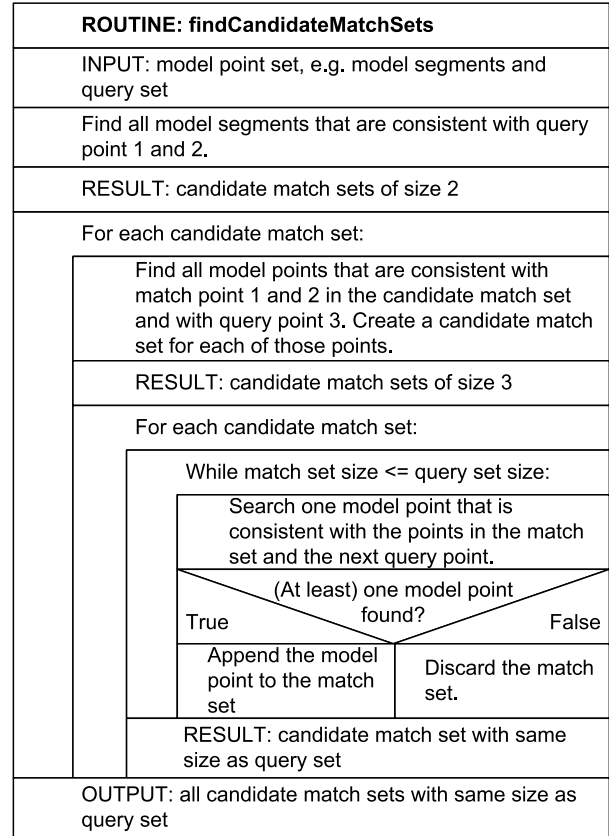 ROUTINE: findCandidateMatchSets
INPUT: model point set, e.g. model segments and
query set
Find all model segments that are consistent with query
point 1 and 2.
RESULT: candidate match sets of size 2
For each candidate match set:
Find all model points that are consistent with
match point 1 and 2 in the candidate match set
and with query point 3. Create a candidate match
set for each of those points.
RESULT: candidate match sets of size 3
For each candidate match set:
While match set size <= query set size:
Search one model point that is
consistent with the points in the match
set and the next query point.
(At least) one model point
found?
True
False
Append the model
point to the match
set
Discard the match
set.
RESULT: candidate match set with same
size as query set
OUTPUT: all candidate match sets with same size as
query set